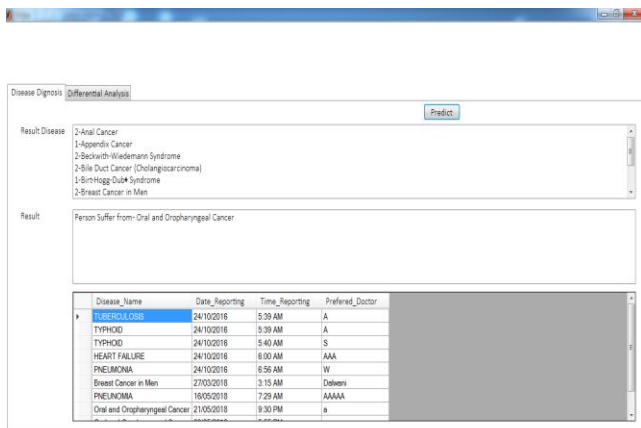 Disease Dignosis Differential Analysis
Predict
Result Disease
2-Anal Cancer
1-Appendix Cancer
2-Beckwith-Wiedemann Syndrome
2-Bile Duct Cancer (Cholangiocarcinoma)
1-Birt-Hogg-Dub♦ Syndrome
2-Breast Cancer in Men
Result
Person Suffer from- Oral and Oropharyngeal Cancer
Disease_Name Date_Reporting Time_Reporting Prefered_Doctor
TUBERCULOSIS 24/10/2016 5:39 AM A
TYPHOID 24/10/2016 5:39 AM A
TYPHOID 24/10/2016 5:40 AM S
HEART FAILURE 24/10/2016 6:00 AM AAA
PNEUMONIA 24/10/2016 6:56 AM W
Breast Cancer in Men 27/03/2018 3:15 AM Dalwani
PNEUNOMIA 16/05/2018 7:29 AM AAAAA
Oral and Oropharyngeal Cancer 21/05/2018 9:30 PM a